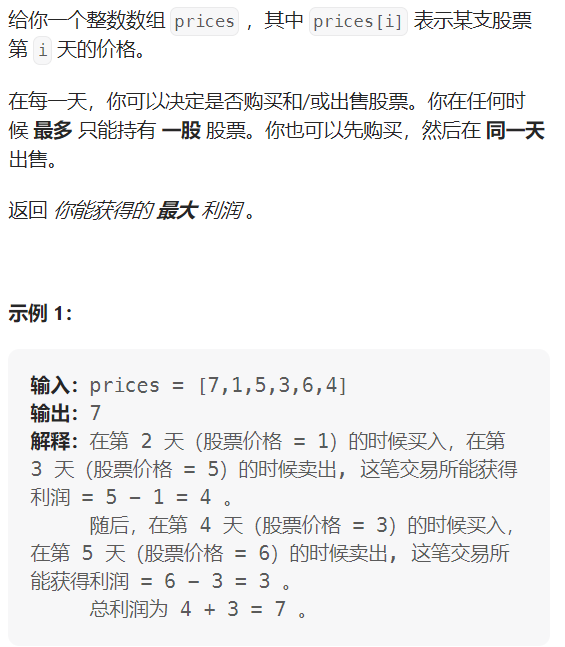 给你一个整数数组 prices ，其中 prices[i] 表示某支股票
第 i 天的价格。
在每一天，你可以决定是否购买和/或出售股票。你在任何时
候 最多 只能持有 一股 股票。你也可以先购买，然后在 同一天
出售。
返回 你能获得的 最大 利润 。
示例 1：
输入：prices = [7,1,5,3,6,4]
输出：7
解释：在第 2 天（股票价格 = 1）的时候买入，在第
3 天（股票价格 = 5）的时候卖出, 这笔交易所能获得
利润 = 5 - 1 = 4 。
随后，在第 4 天（股票价格 = 3）的时候买入，
在第 5 天（股票价格 = 6）的时候卖出, 这笔交易所
能获得利润 = 6 - 3 = 3 。
总利润为 4 + 3 = 7 。